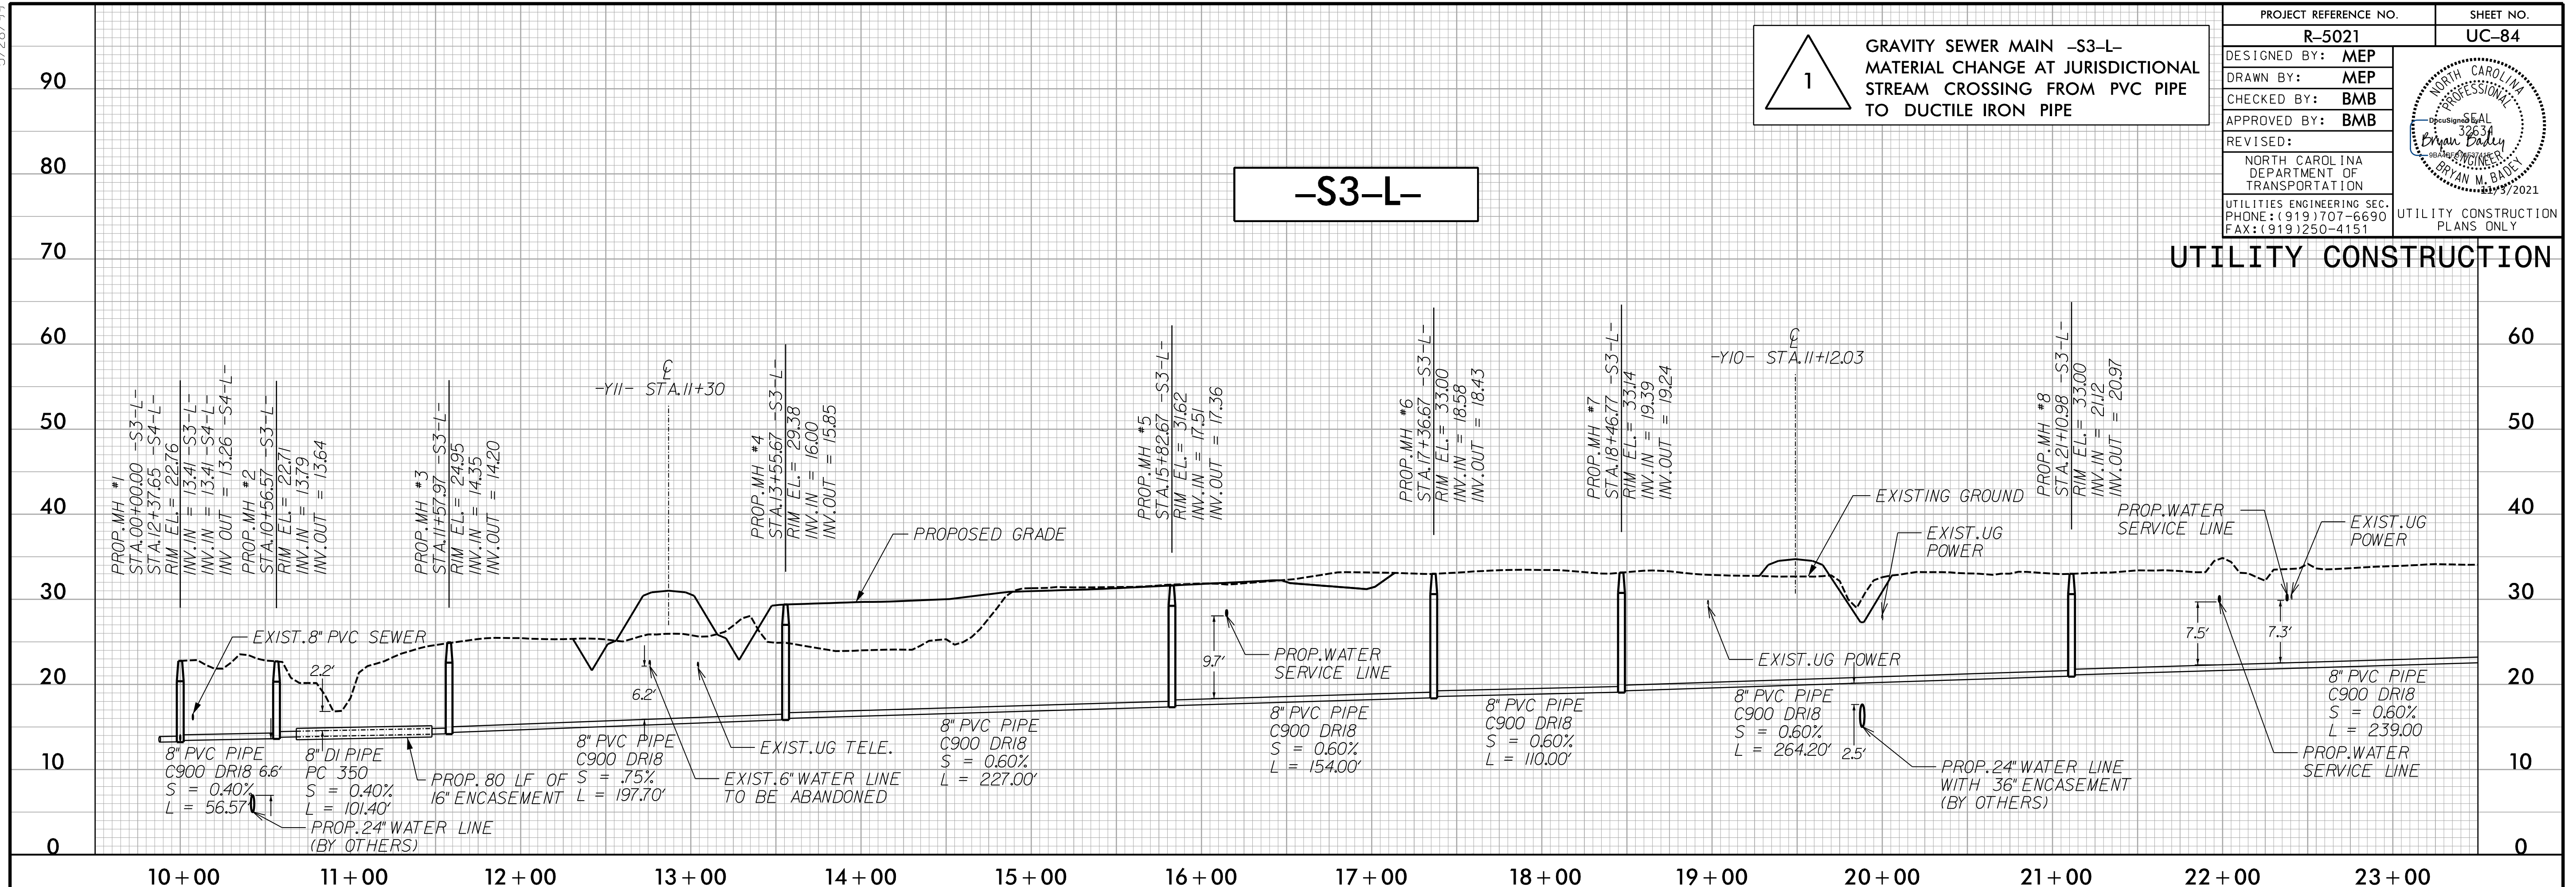 PROJECT REFERENCE NO.
SHEET NO.
R–5021
UC–84
DESIGNED BY: MEP
DRAWN BY: MEP
CHECKED BY: BMB
APPROVED BY: BMB
REVISED:
NORTH CAROLINA
DEPARTMENT OF
TRANSPORTATION
UTILITIES ENGINEERING SEC.
PHONE:(919)707-6690
FAX:(919)250-4151
NORTH CAROLINA
PROFESSIONAL
DocuSigned by:
SEAL
32634
Bryan Badey
ENGINEER
BRYAN M. BADEY
11/3/2021
UTILITY CONSTRUCTION
PLANS ONLY
UTILITY CONSTRUCTION
1
GRAVITY SEWER MAIN –S3–L–
MATERIAL CHANGE AT JURISDICTIONAL
STREAM CROSSING FROM PVC PIPE
TO DUCTILE IRON PIPE
–S3–L–
90
80
70
60
50
40
30
20
10
0
60
50
40
30
20
10
0
PROP.MH #1
STA.00+00.00 -S3-L-
STA.12+37.65 -S4-L-
RIM EL.= 22.76
INV.IN = 13.41 -S3-L-
INV.IN = 13.41 -S4-L-
INV OUT = 13.26 -S4-L-
PROP.MH #2
STA.10+56.57 -S3-L-
RIM EL.= 22.71
INV.IN = 13.79
INV.OUT = 13.64
PROP.MH #3
STA.11+57.97 -S3-L-
RIM EL.= 24.95
INV.IN = 14.35
INV.OUT = 14.20
℄
-Y11- STA.11+30
PROP.MH #4
STA.13+55.67 -S3-L-
RIM EL.= 29.38
INV.IN = 16.00
INV.OUT = 15.85
PROP.MH #5
STA.15+82.67 -S3-L-
RIM EL.= 31.62
INV.IN = 17.51
INV.OUT = 17.36
PROP.MH #6
STA.17+36.67 -S3-L-
RIM EL.= 33.00
INV.IN = 18.58
INV.OUT = 18.43
PROP.MH #7
STA.18+46.77 -S3-L-
RIM EL.= 33.14
INV.IN = 19.39
INV.OUT = 19.24
℄
-Y10- STA.11+12.03
PROP.MH #8
STA.21+10.98 -S3-L-
RIM EL.= 33.00
INV.IN = 21.12
INV.OUT = 20.97
PROPOSED GRADE
EXISTING GROUND
EXIST.UG
POWER
PROP.WATER
SERVICE LINE
EXIST.UG
POWER
EXIST.8" PVC SEWER
2.2'
6.2'
9.7'
PROP.WATER
SERVICE LINE
EXIST.UG POWER
7.5'
7.3'
8" PVC PIPE
C900 DR18
S = 0.40%
L = 56.57'
6.6'
8" DI PIPE
PC 350
S = 0.40%
L = 101.40'
PROP. 80 LF OF
16" ENCASEMENT
PROP.24" WATER LINE
(BY OTHERS)
8" PVC PIPE
C900 DR18
S = .75%
L = 197.70'
EXIST.UG TELE.
EXIST.6" WATER LINE
TO BE ABANDONED
8" PVC PIPE
C900 DR18
S = 0.60%
L = 227.00'
8" PVC PIPE
C900 DR18
S = 0.60%
L = 154.00'
8" PVC PIPE
C900 DR18
S = 0.60%
L = 110.00'
8" PVC PIPE
C900 DR18
S = 0.60%
L = 264.20'
2.5'
PROP.24" WATER LINE
WITH 36" ENCASEMENT
(BY OTHERS)
8" PVC PIPE
C900 DR18
S = 0.60%
L = 239.00
PROP.WATER
SERVICE LINE
10+00
11+00
12+00
13+00
14+00
15+00
16+00
17+00
18+00
19+00
20+00
21+00
22+00
23+00